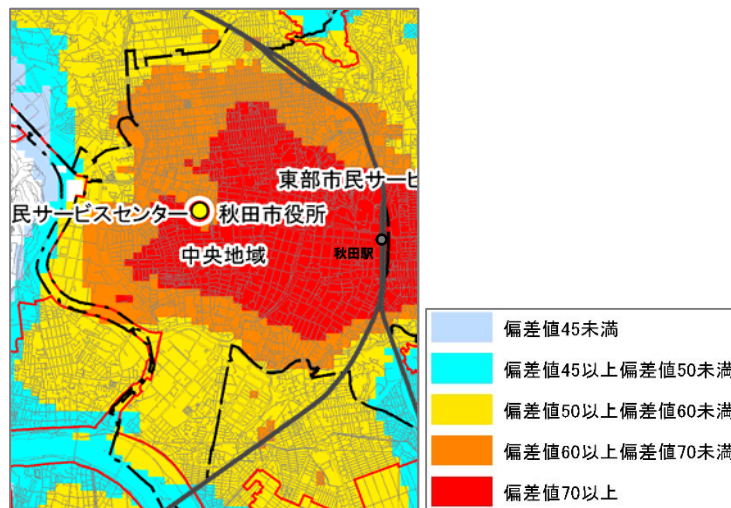 東部市民サービ
民サービスセンター
秋田市役所
秋田駅
中央地域
偏差値45未満
偏差値45以上偏差値50未満
偏差値50以上偏差値60未満
偏差値60以上偏差値70未満
偏差値70以上